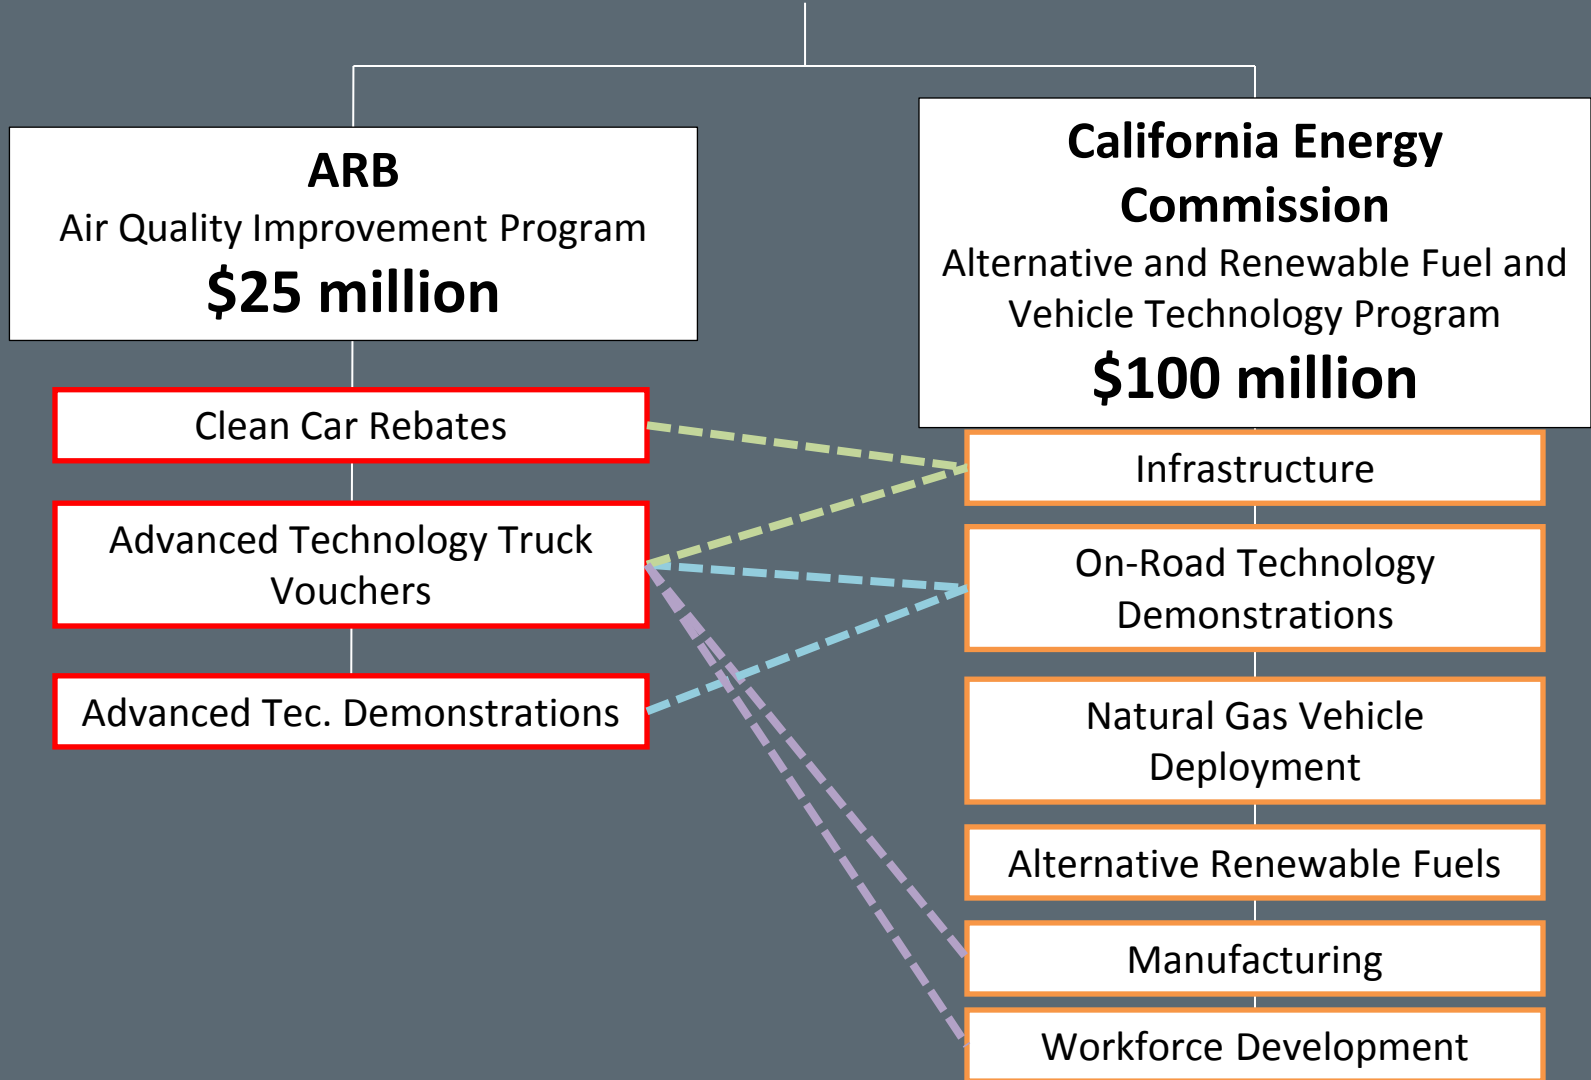 ARB
Air Quality Improvement Program
$25 million
Clean Car Rebates
Advanced Technology Truck
Vouchers
Advanced Tec. Demonstrations
California Energy
Commission
Alternative and Renewable Fuel and
Vehicle Technology Program
$100 million
Infrastructure
On-Road Technology
Demonstrations
Natural Gas Vehicle
Deployment
Alternative Renewable Fuels
Manufacturing
Workforce Development